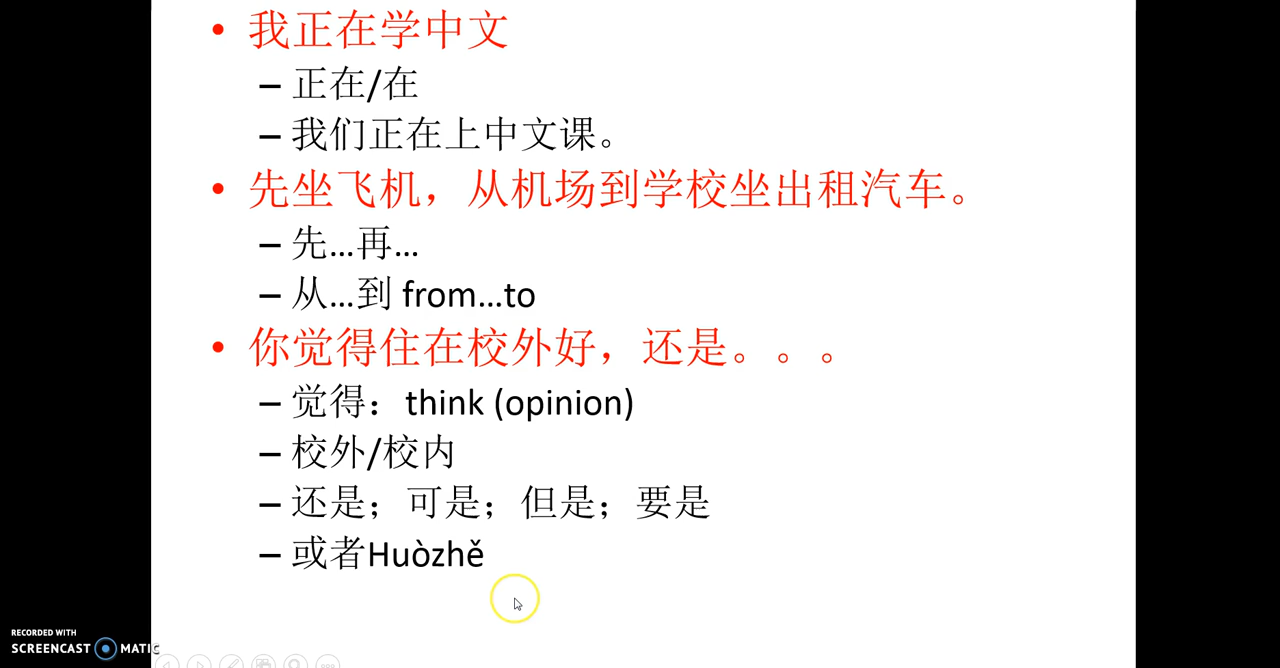 • 我正在学中文
– 正在/在
– 我们正在上中文课。
• 先坐飞机，从机场到学校坐出租汽车。
– 先…再…
– 从…到 from…to
• 你觉得住在校外好，还是。。。
– 觉得：think (opinion)
– 校外/校内
– 还是；可是；但是；要是
– 或者Huòzhě
RECORDED WITH
SCREENCAST MATIC